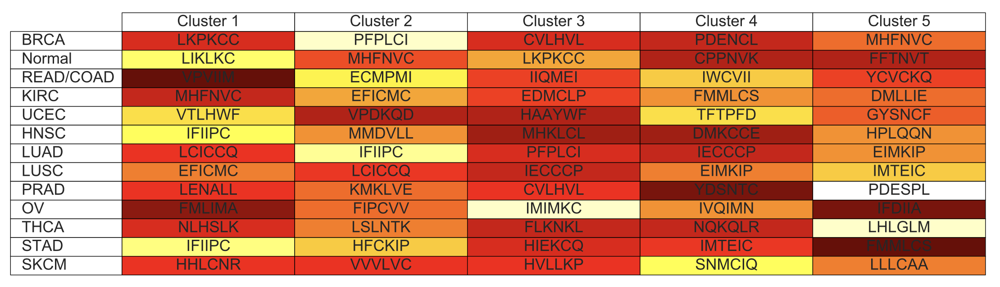 Cluster 1 Cluster 2 Cluster 3 Cluster 4 Cluster 5
BRCA LKPKCC PFPLCI CVLHVL PDENCL MHFNVC
Normal LIKLKC MHFNVC LKPKCC CPPNVK FFTNVT
READ/COAD VPVIIM ECMPMI IIQMEI IWCVII YCVCKQ
KIRC MHFNVC EFICMC EDMCLP FMMLCS DMLLIE
UCEC VTLHWF VPDKQD HAAYWF TFTPFD GYSNCF
HNSC IFIIPC MMDVLL MHKLCL DMKCCE HPLQQN
LUAD LCICCQ IFIIPC PFPLCI IECCCP EIMKIP
LUSC EFICMC LCICCQ IECCCP EIMKIP IMTEIC
PRAD LENALL KMKLVE CVLHVL YDSNTC PDESPL
OV FMLIMA FIPCVV IMIMKC IVQIMN IFDIIA
THCA NLHSLK LSLNTK FLKNKL NQKQLR LHLGLM
STAD IFIIPC HFCKIP HIEKCQ IMTEIC FMMLCS
SKCM HHLCNR VVVLVC HVLLKP SNMCIQ LLLCAA